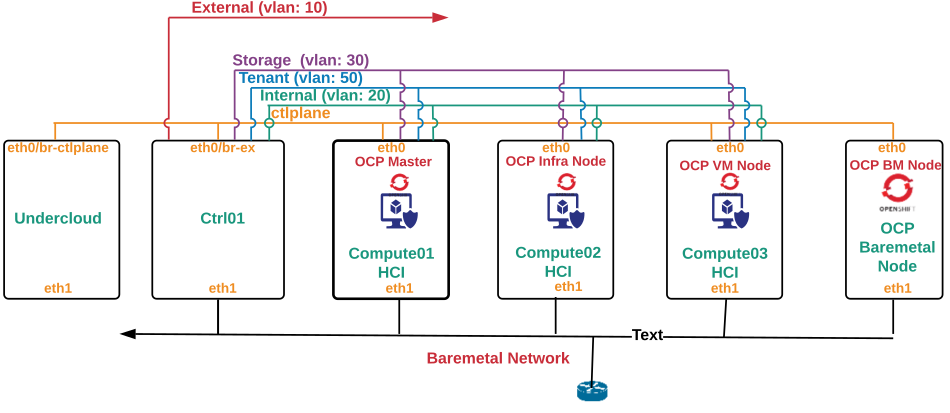 External (vlan: 10)
Storage (vlan: 30)
Tenant (vlan: 50)
Internal (vlan: 20)
ctlplane
eth0/br-ctlplane
Undercloud
eth1
eth0/br-ex
Ctrl01
eth1
eth0
OCP Master
Compute01
HCI
eth1
eth0
OCP Infra Node
Compute02
HCI
eth1
eth0
OCP VM Node
Compute03
HCI
eth1
eth0
OCP BM Node
OPENSHIFT
OCP
Baremetal
Node
eth1
Text
Baremetal Network